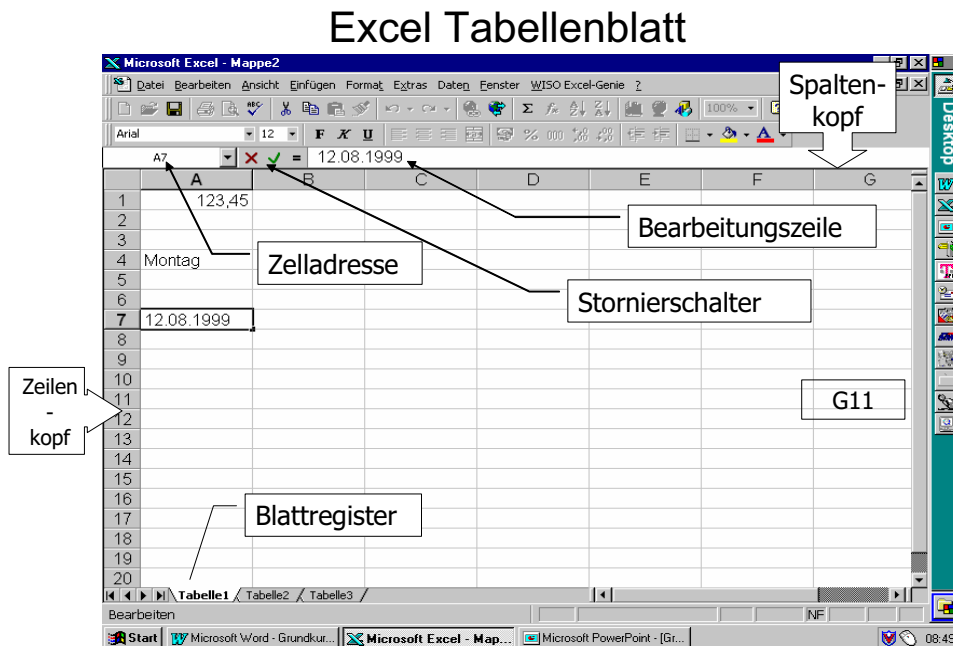 Excel Tabellenblatt
Microsoft Excel - Mappe2
Datei Bearbeiten Ansicht Einfügen Format Extras Daten Fenster WISO Excel-Genie ?
100%
Spalten-
kopf
Arial 12 F K U
A7 = 12.08.1999
A B C D E F G
1 123,45
2
3
4 Montag
5
6
7 12.08.1999
8
9
10
11
12
13
14
15
16
17
18
19
20
Bearbeitungszeile
Zelladresse
Stornierschalter
Zeilen
-
kopf
G11
Blattregister
Tabelle1 Tabelle2 Tabelle3
Bearbeiten NF
Start Microsoft Word - Grundkur... Microsoft Excel - Map... Microsoft PowerPoint - [Gr... 08:49
Desktop